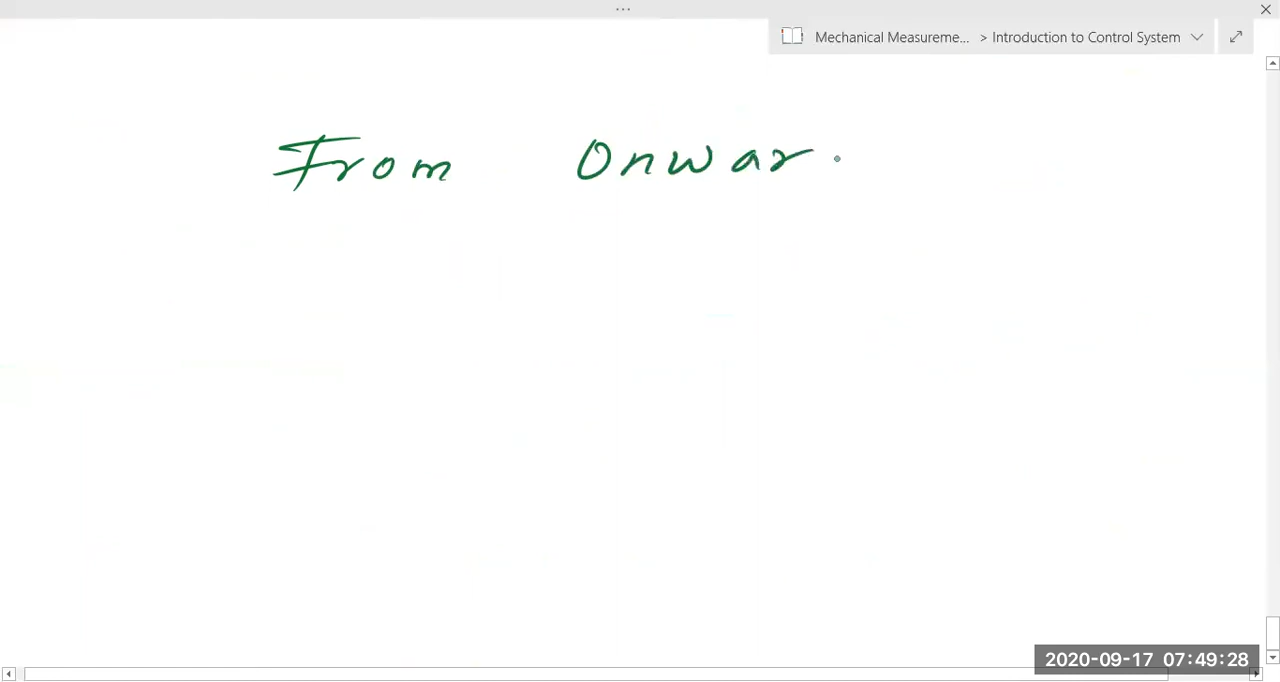 Mechanical Measureme... > Introduction to Control System
From Onwar
2020-09-17 07:49:28